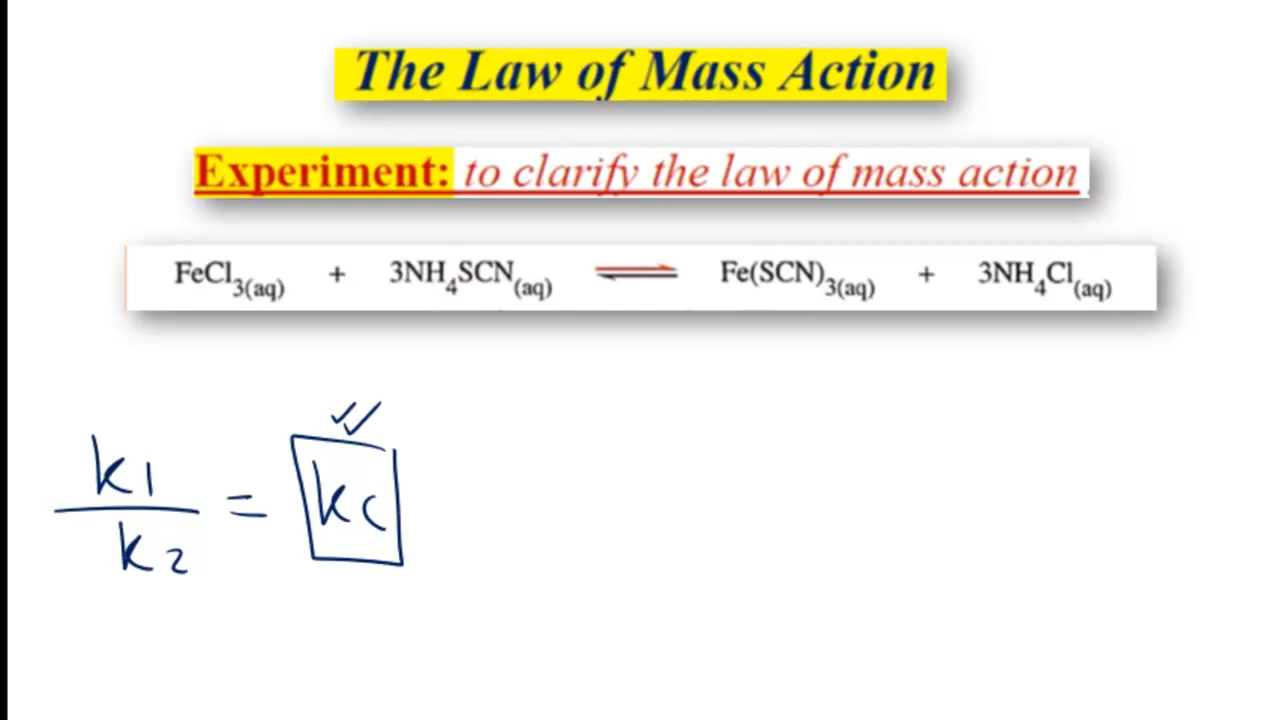 The Law of Mass Action
Experiment: to clarify the law of mass action
FeCl3(aq) + 3NH4SCN(aq) ⇌ Fe(SCN)3(aq) + 3NH4Cl(aq)
k1
k2
= kc